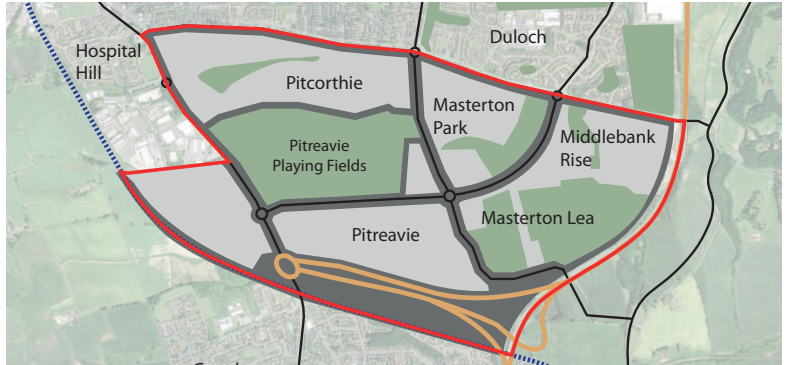 Duloch
Hospital
Hill
Pitcorthie
Masterton
Park
Middlebank
Rise
Pitreavie
Playing Fields
Masterton Lea
Pitreavie